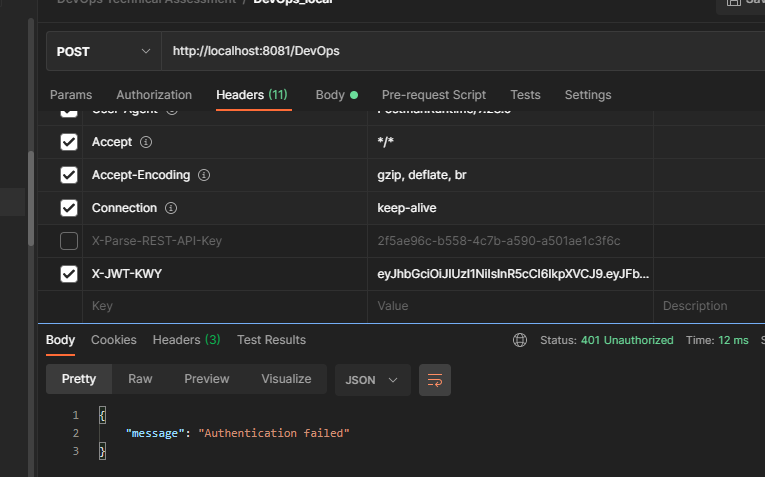 DevOps Technical Assessment / DevOps_local
POST http://localhost:8081/DevOps
Params Authorization Headers (11) Body Pre-request Script Tests Settings
Accept */*
Accept-Encoding gzip, deflate, br
Connection keep-alive
X-Parse-REST-API-Key 2f5ae96c-b558-4c7b-a590-a501ae1c3f6c
X-JWT-KWY eyJhbGciOiJIUzI1NiIsInR5cCI6IkpXVCJ9.eyJFb...
Key Value Description
Body Cookies Headers (3) Test Results Status: 401 Unauthorized Time: 12 ms
Pretty Raw Preview Visualize JSON
1 {
2 "message": "Authentication failed"
3 }